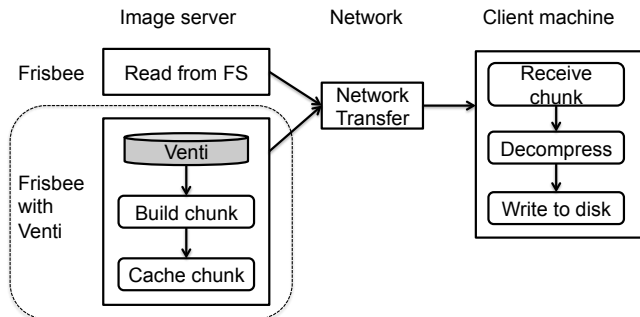 Image server
Network
Client machine
Frisbee
Read from FS
Network
Transfer
Receive
chunk
Decompress
Write to disk
Frisbee
with
Venti
Venti
Build chunk
Cache chunk